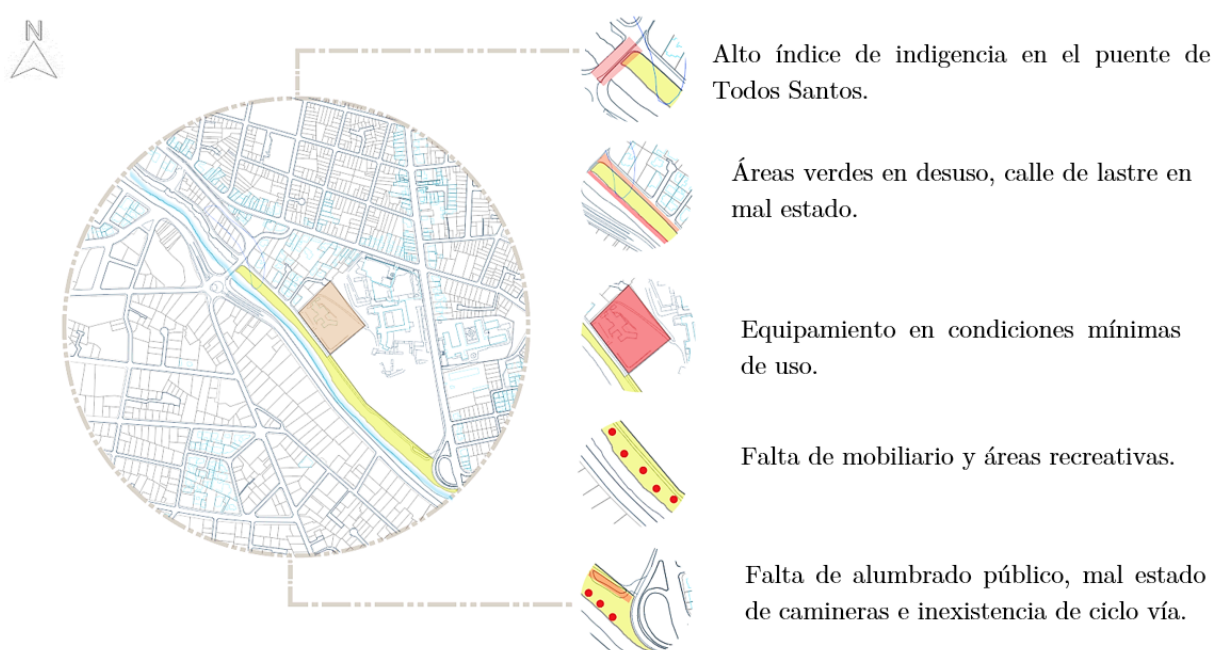 N
Alto índice de indigencia en el puente de
Todos Santos.
Áreas verdes en desuso, calle de lastre en
mal estado.
Equipamiento en condiciones mínimas
de uso.
Falta de mobiliario y áreas recreativas.
Falta de alumbrado público, mal estado
de camineras e inexistencia de ciclo vía.